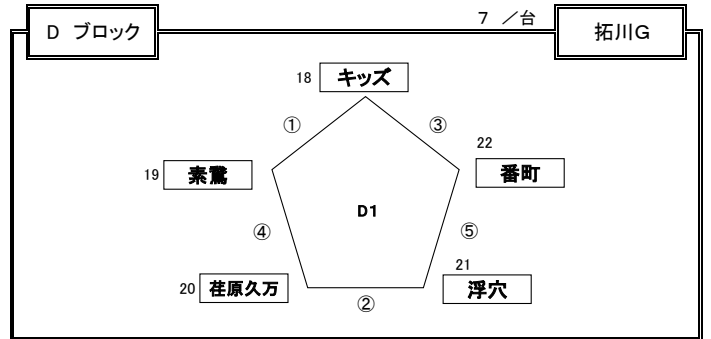 D ブロック
7 ／台
拓川G
18 キッズ
① ③
22
19 素鵞
番町
D1
④ ⑤
21
20 荏原久万
浮穴
②